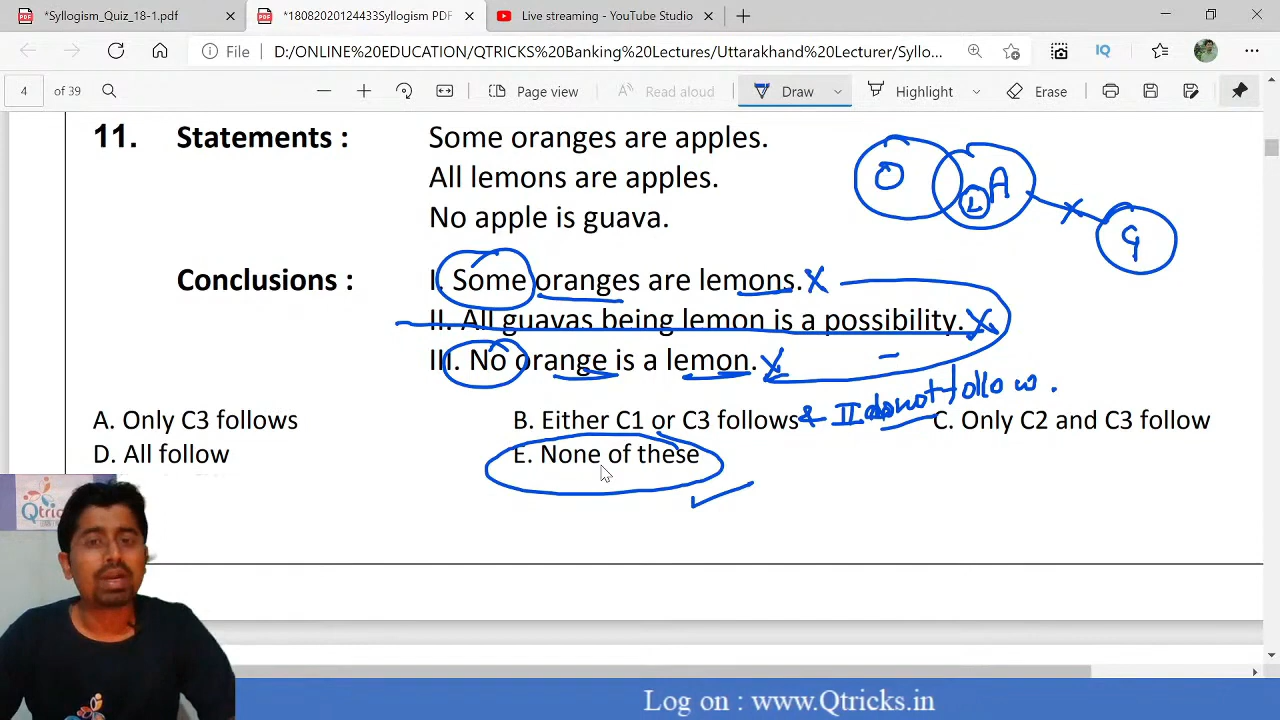 *Syllogism_Quiz_18-1.pdf
*18082020124433Syllogism PDF
Live streaming - YouTube Studio
File D:/ONLINE%20EDUCATION/QTRICKS%20Banking%20Lectures/Uttarakhand%20Lecturer/Syllo...
IQ
4 of 39
Page view
Read aloud
Draw
Highlight
Erase
11. Statements : Some oranges are apples.
All lemons are apples.
No apple is guava.
O A L G
Conclusions : I. Some oranges are lemons. X
II. All guavas being lemon is a possibility. X
III. No orange is a lemon. X
A. Only C3 follows B. Either C1 or C3 follows & II do not follow. C. Only C2 and C3 follow
D. All follow E. None of these
Qtricks
Log on : www.Qtricks.in